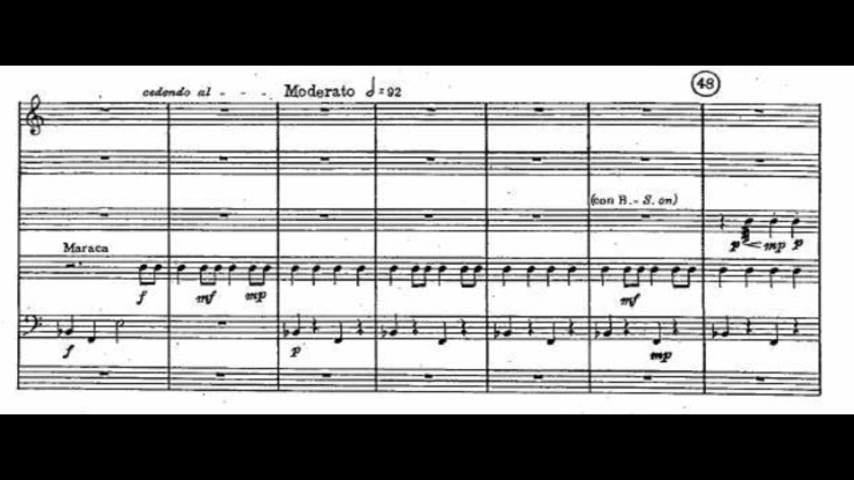 cedendo al - - - Moderato 𝅗𝅥=92
48
(con B.-S. on)
p < mp p
Maraca
f mf mp mf
f p mp